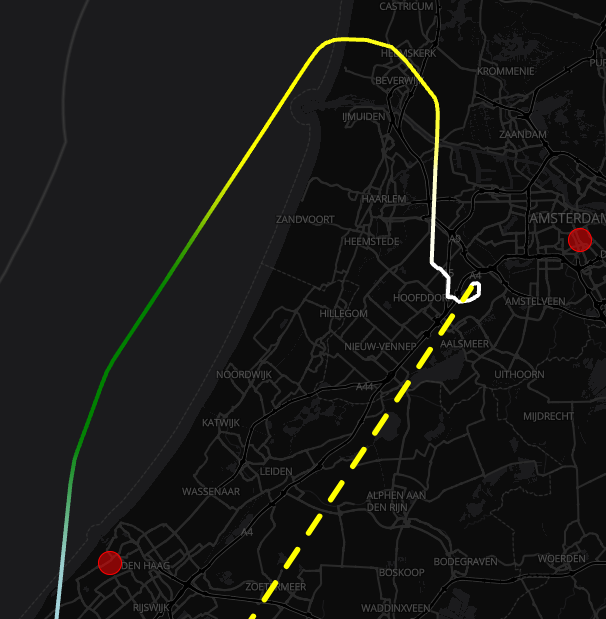 CASTRICUM
HEEMSKERK
KROMMENIE
BEVERWIJK
IJMUIDEN
ZAANDAM
HAARLEM
ZANDVOORT
AMSTERDAM
HEEMSTEDE
A9
A4
HOOFDDORP
AMSTELVEEN
HILLEGOM
NIEUW-VENNEP
AALSMEER
NOORDWIJK
A44
UITHOORN
KATWIJK
MIJDRECHT
LEIDEN
WASSENAAR
ALPHEN AAN
DEN RIJN
A4
DEN HAAG
BODEGRAVEN
WOERDEN
BOSKOOP
ZOETERMEER
RIJSWIJK
WADDINXVEEN